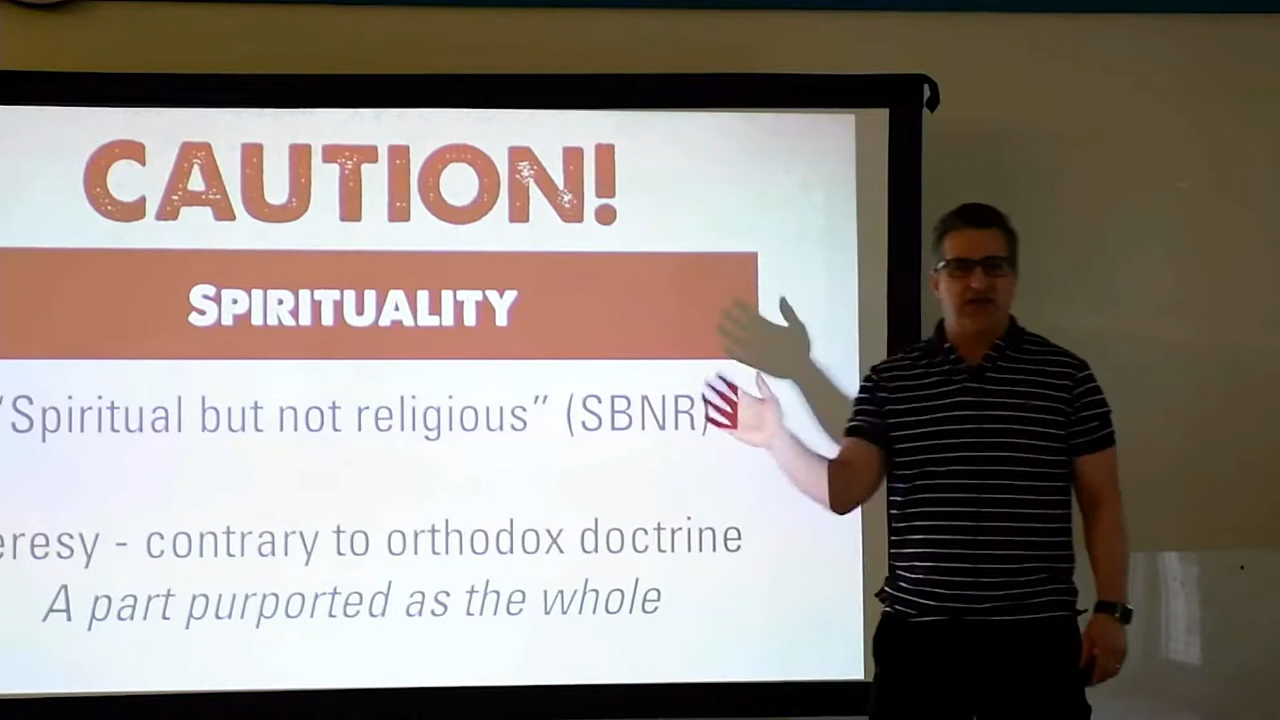 CAUTION!
SPIRITUALITY
"Spiritual but not religious" (SBNR)
eresy - contrary to orthodox doctrine
A part purported as the whole